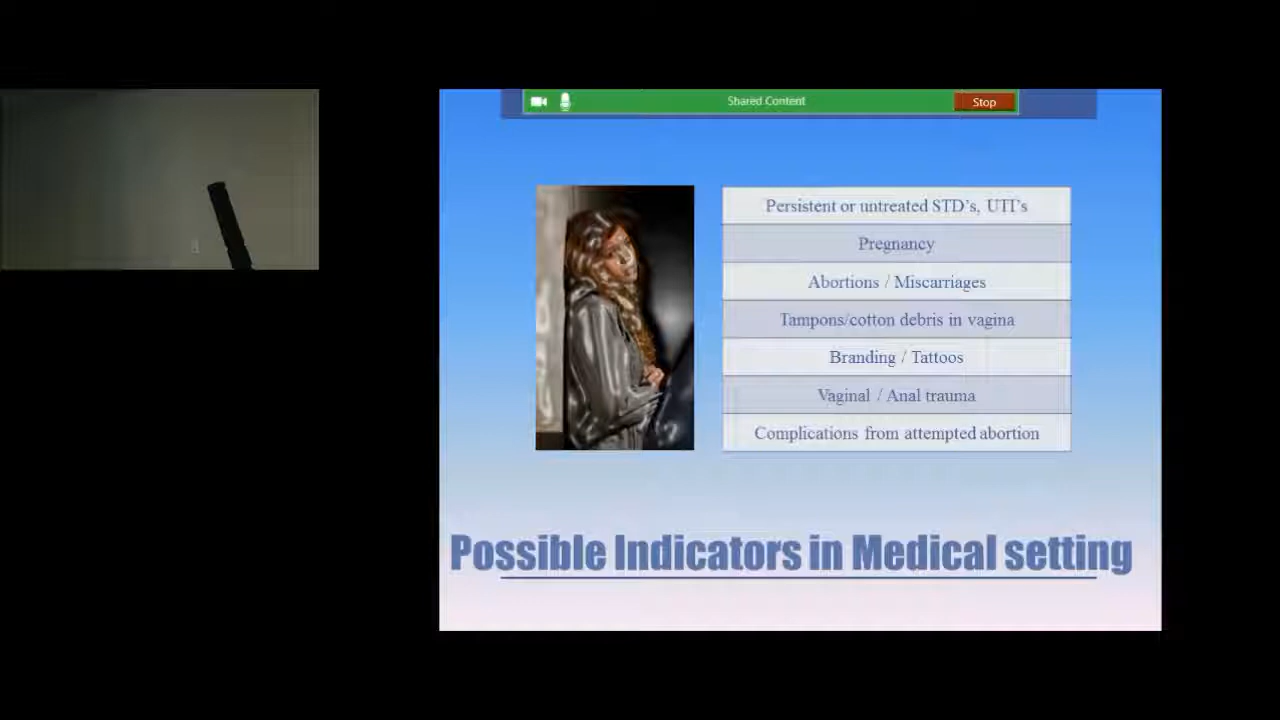 Shared Content
Stop
Persistent or untreated STD's, UTI's
Pregnancy
Abortions / Miscarriages
Tampons/cotton debris in vagina
Branding / Tattoos
Vaginal / Anal trauma
Complications from attempted abortion
Possible Indicators in Medical setting